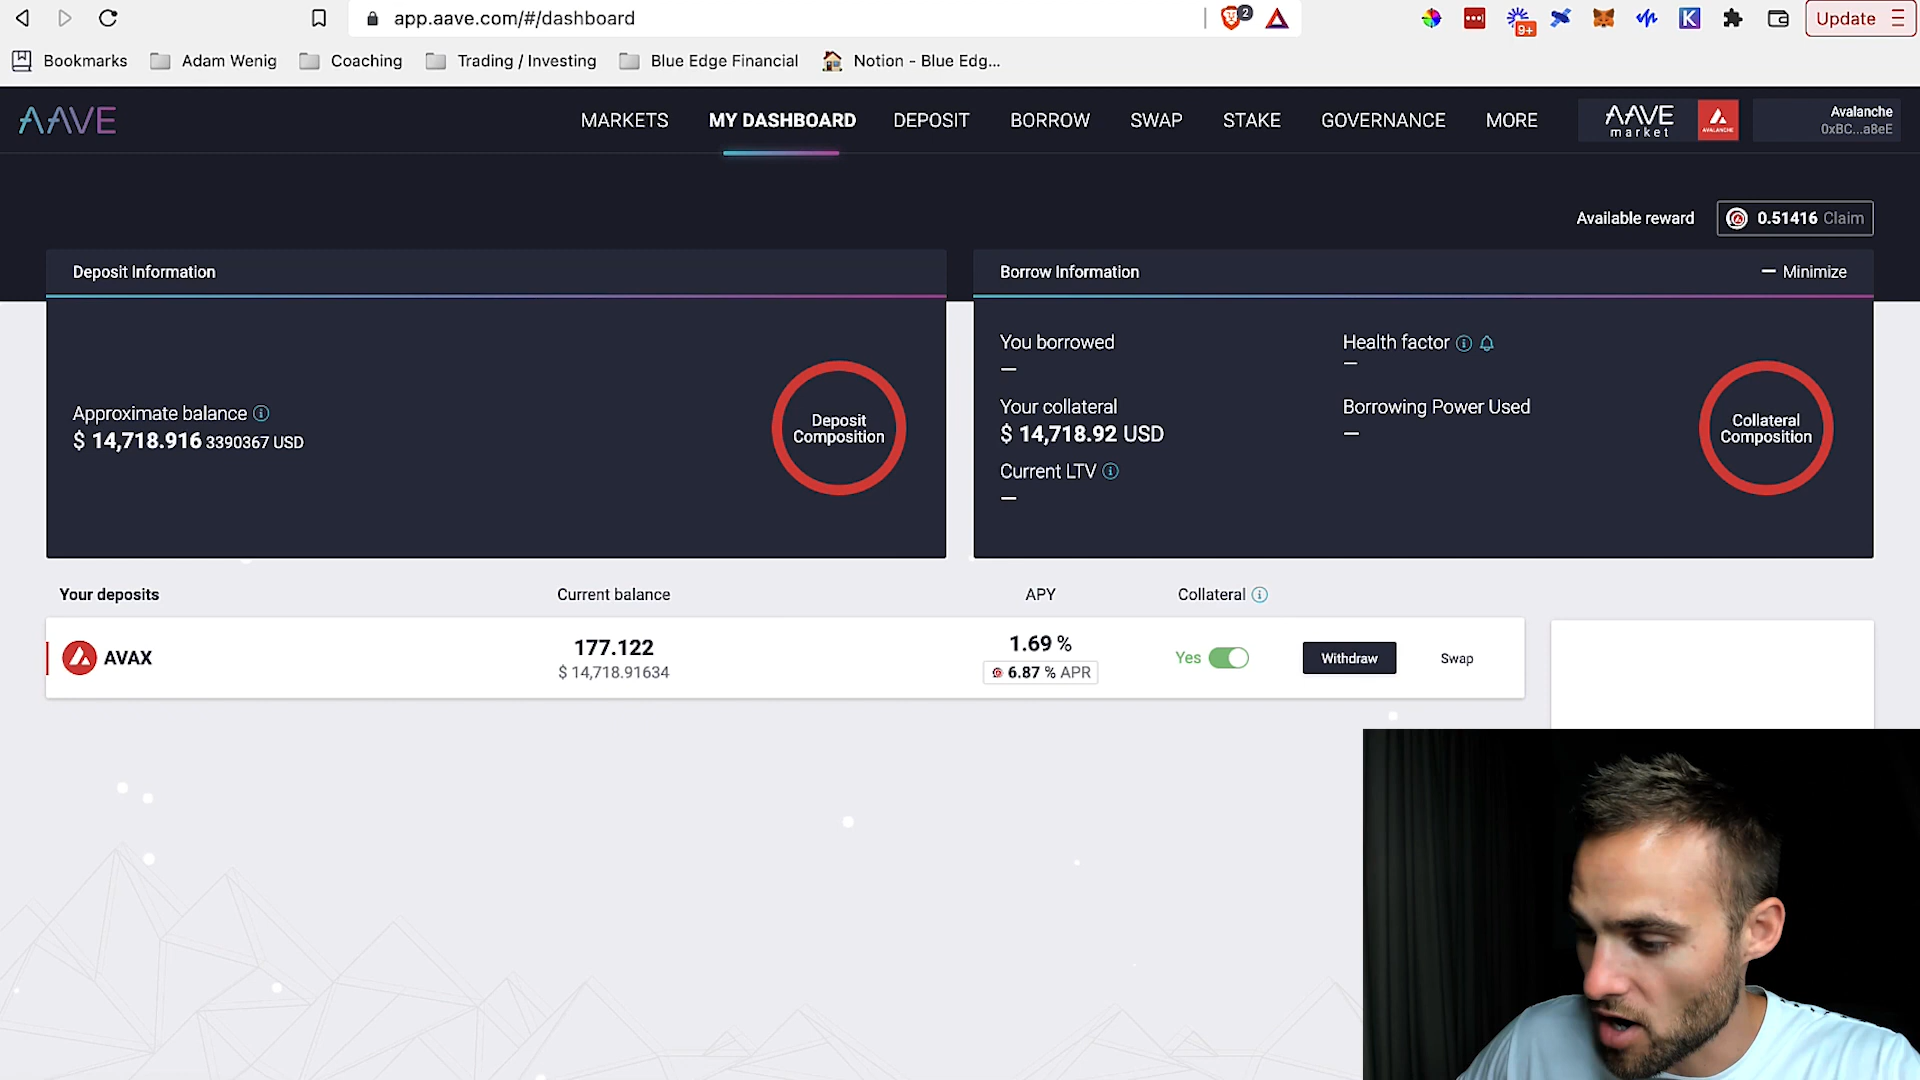 app.aave.com/#/dashboard
2
9+
K
Update
Bookmarks
Adam Wenig
Coaching
Trading / Investing
Blue Edge Financial
Notion - Blue Edg...
AAVE
MARKETS
MY DASHBOARD
DEPOSIT
BORROW
SWAP
STAKE
GOVERNANCE
MORE
AAVE
market
AVALANCHE
Avalanche
0xBC...a8eE
Available reward
0.51416 Claim
Deposit Information
Approximate balance
$ 14,718.916 3390367 USD
Deposit
Composition
Borrow Information
Minimize
You borrowed
—
Health factor
—
Your collateral
$ 14,718.92 USD
Borrowing Power Used
—
Current LTV
—
Collateral
Composition
Your deposits
Current balance
APY
Collateral
AVAX
177.122
$ 14,718.91634
1.69 %
6.87 % APR
Yes
Withdraw
Swap